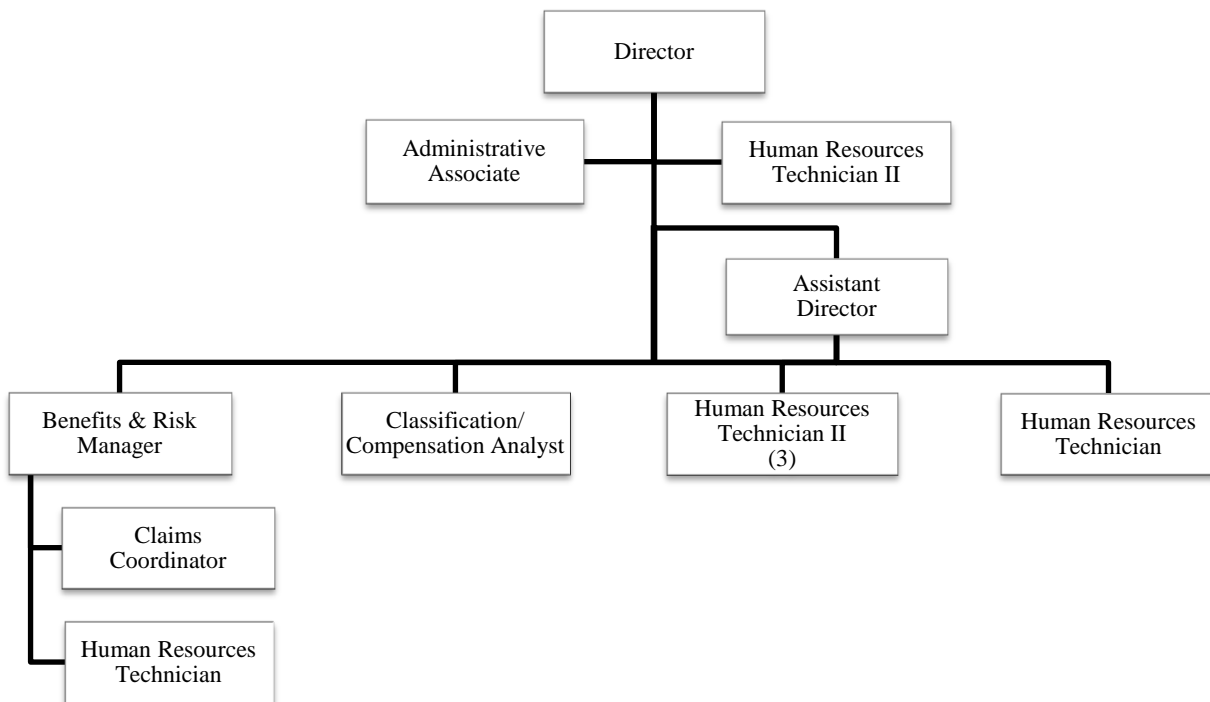 Director
Administrative
Associate
Human Resources
Technician II
Assistant
Director
Benefits & Risk
Manager
Classification/
Compensation Analyst
Human Resources
Technician II
(3)
Human Resources
Technician
Claims
Coordinator
Human Resources
Technician